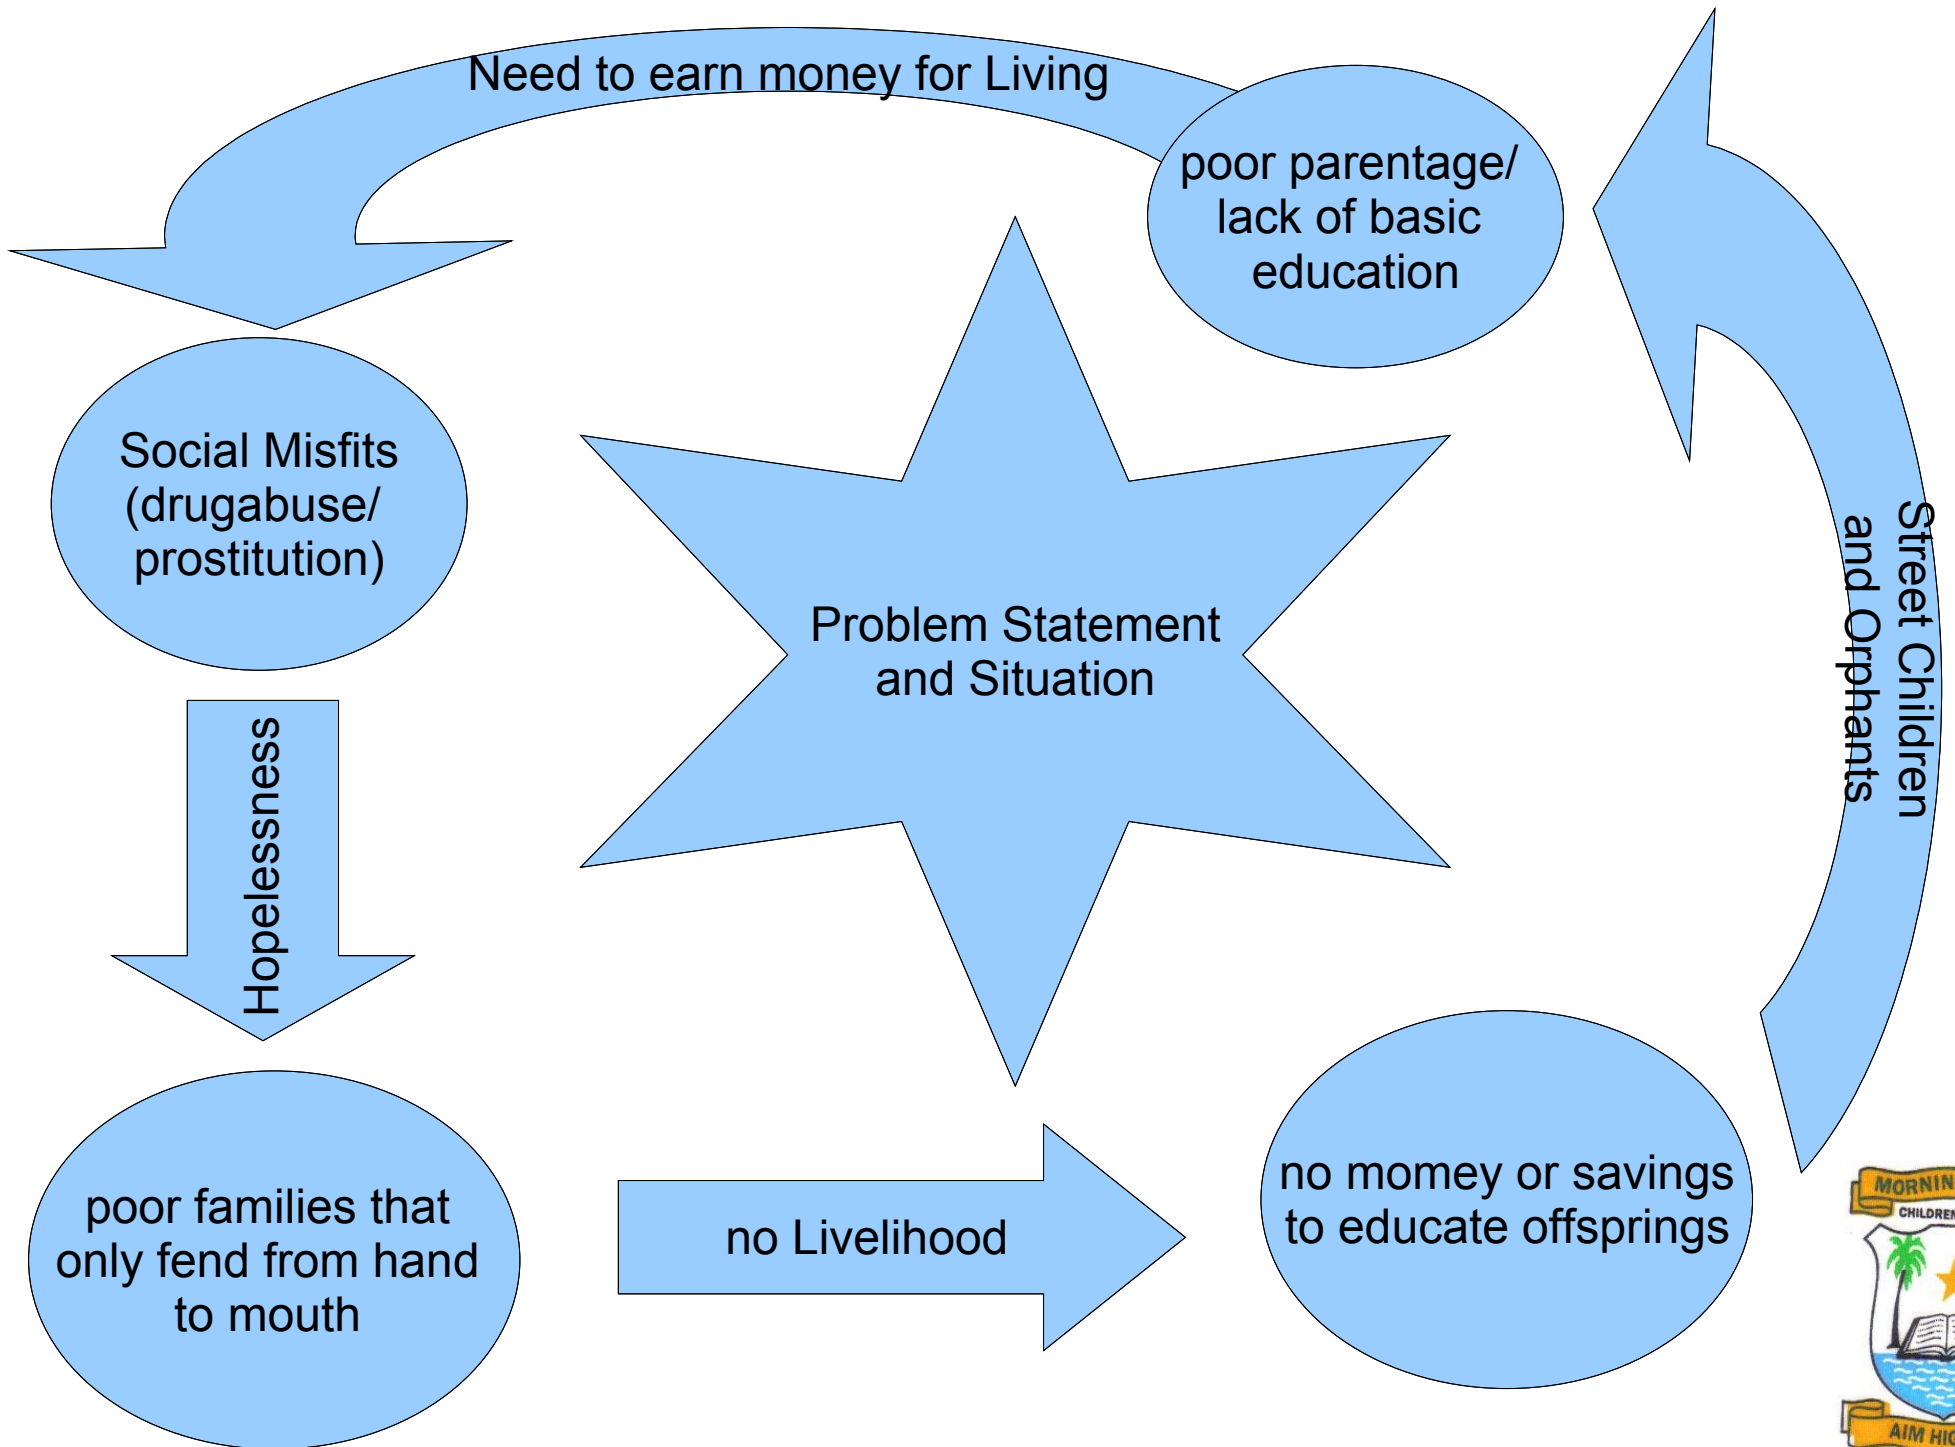 Need to earn money for Living
poor parentage/
lack of basic
education
Social Misfits
(drugabuse/
prostitution)
Problem Statement
and Situation
Street Children
and Orphants
Hopelessness
poor families that
only fend from hand
to mouth
no Livelihood
no momey or savings
to educate offsprings
CHILDREN
AIM